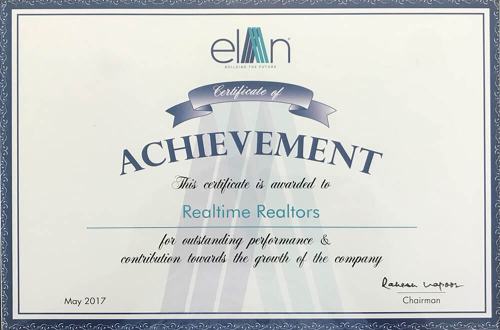 elan
BUILDING THE FUTURE
Certificate of
ACHIEVEMENT
This certificate is awarded to
Realtime Realtors
for outstanding performance &
contribution towards the growth of the company
Rakesh Kapoor
May 2017
Chairman